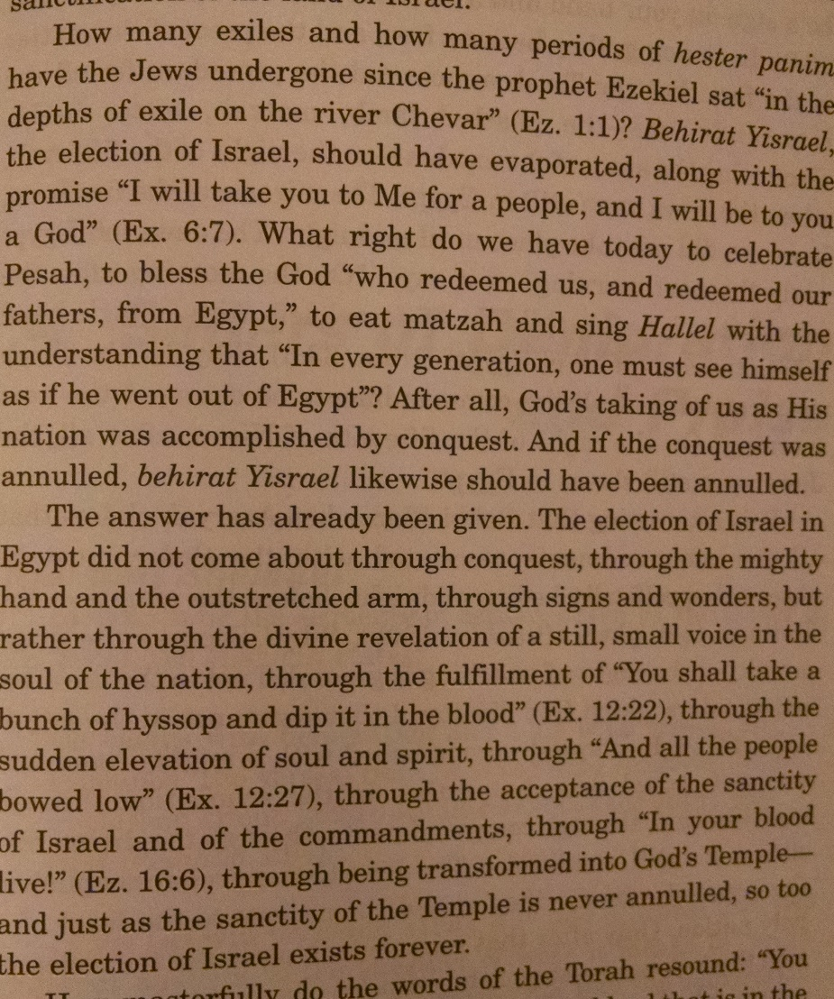 of Israel.
How many exiles and how many periods of hester panim
have the Jews undergone since the prophet Ezekiel sat “in the
depths of exile on the river Chevar” (Ez. 1:1)? Behirat Yisrael,
the election of Israel, should have evaporated, along with the
promise “I will take you to Me for a people, and I will be to you
a God” (Ex. 6:7). What right do we have today to celebrate
Pesah, to bless the God “who redeemed us, and redeemed our
fathers, from Egypt,” to eat matzah and sing Hallel with the
understanding that “In every generation, one must see himself
as if he went out of Egypt”? After all, God’s taking of us as His
nation was accomplished by conquest. And if the conquest was
annulled, behirat Yisrael likewise should have been annulled.
The answer has already been given. The election of Israel in
Egypt did not come about through conquest, through the mighty
hand and the outstretched arm, through signs and wonders, but
rather through the divine revelation of a still, small voice in the
soul of the nation, through the fulfillment of “You shall take a
bunch of hyssop and dip it in the blood” (Ex. 12:22), through the
sudden elevation of soul and spirit, through “And all the people
bowed low” (Ex. 12:27), through the acceptance of the sanctity
of Israel and of the commandments, through “In your blood
live!” (Ez. 16:6), through being transformed into God’s Temple—
and just as the sanctity of the Temple is never annulled, so too
the election of Israel exists forever.
do the words of the Torah resound: “You
is in the